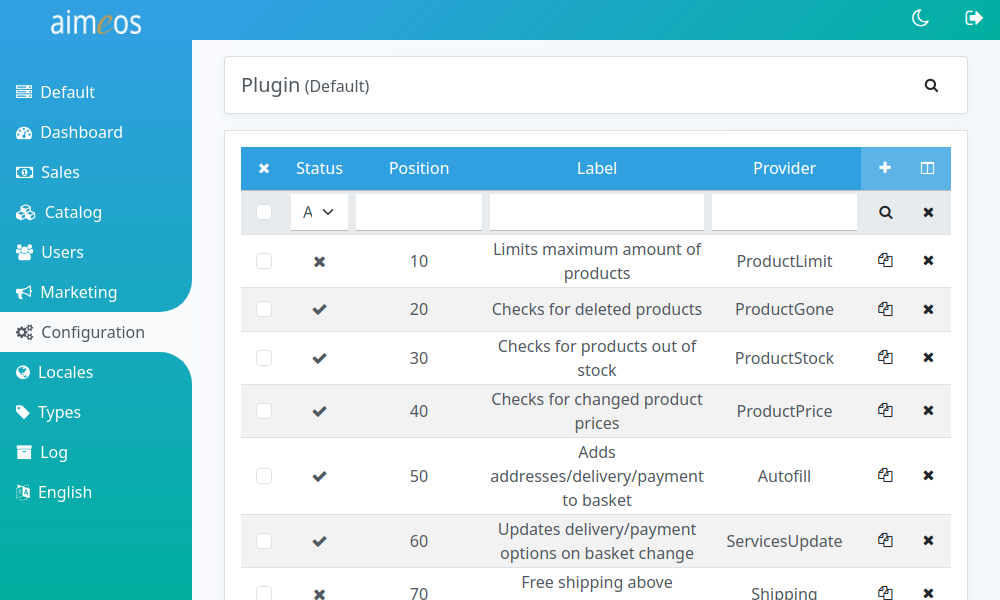 aimeos
Plugin (Default)
Default
Dashboard
Sales
Catalog
Users
Marketing
Configuration
Locales
Types
Log
English
Status Position Label Provider
A
10 Limits maximum amount of products ProductLimit
20 Checks for deleted products ProductGone
30 Checks for products out of stock ProductStock
40 Checks for changed product prices ProductPrice
50 Adds addresses/delivery/payment to basket Autofill
60 Updates delivery/payment options on basket change ServicesUpdate
70 Free shipping above Shipping